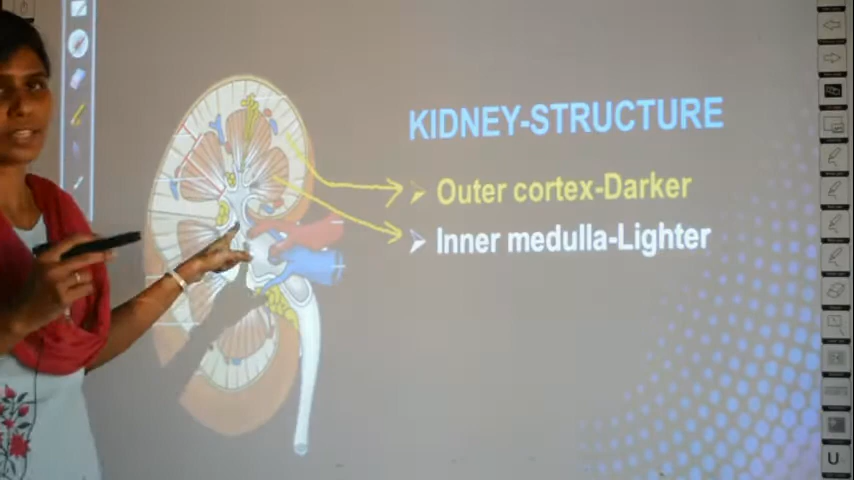 KIDNEY-STRUCTURE
Outer cortex-Darker
Inner medulla-Lighter
U